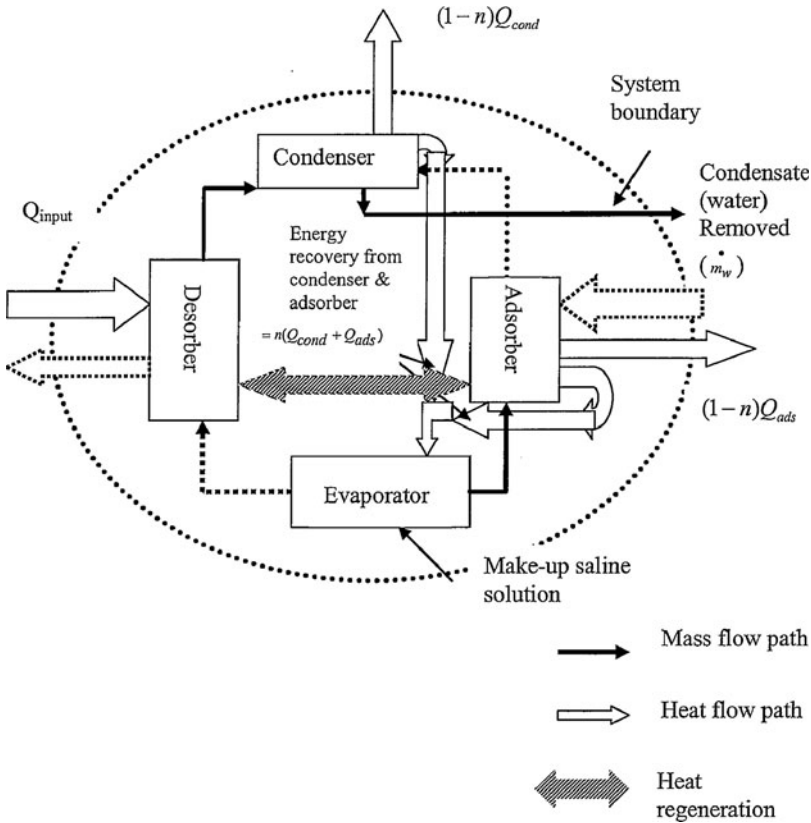 (1−n)Q_cond
System
boundary
Condenser
Condensate
(water)
Removed
(ṁ_w)
Q_input
Energy
recovery from
condenser &
adsorber
= n(Q_cond + Q_ads)
Desorber
Adsorber
(1−n)Q_ads
Evaporator
Make-up saline
solution
Mass flow path
Heat flow path
Heat
regeneration